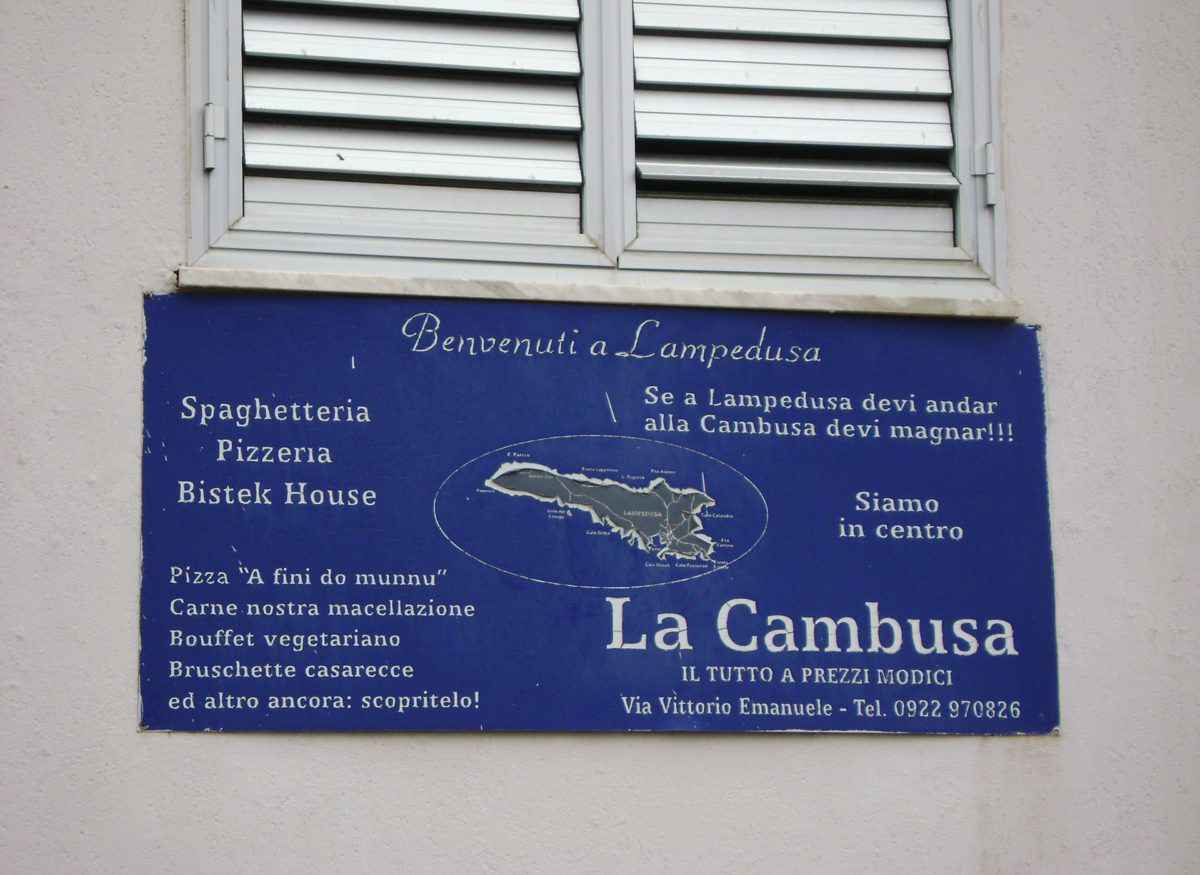 Benvenuti a Lampedusa
Spaghetteria
Pizzeria
Bistek House
Se a Lampedusa devi andar
alla Cambusa devi magnar!!!
LAMPEDUSA
Siamo
in centro
Pizza "A fini do munnu"
Carne nostra macellazione
Bouffet vegetariano
Bruschette casarecce
ed altro ancora: scopritelo!
La Cambusa
IL TUTTO A PREZZI MODICI
Via Vittorio Emanuele - Tel. 0922 970826